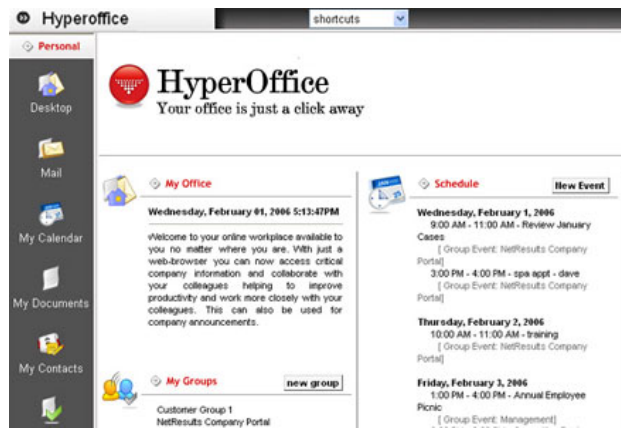 Hyperoffice
shortcuts
Personal
Desktop
Mail
My Calendar
My Documents
My Contacts
HyperOffice
Your office is just a click away
My Office
Wednesday, February 01, 2006 5:13:47PM
Welcome to your online workplace available to
you no matter where you are. With just a
web-browser you can now access critical
company information and collaborate with
your colleagues helping to improve
productivity and work more closely with your
colleagues. This can also be used for
company announcements.
My Groups
new group
Customer Group 1
NetResults Company Portal
Schedule
New Event
Wednesday, February 1, 2006
9:00 AM - 11:00 AM - Review January
Cases
[ Group Event: NetResults Company
Portal]
3:00 PM - 4:00 PM - spa appt - dave
[ Group Event: NetResults Company
Portal]
Thursday, February 2, 2006
10:00 AM - 11:00 AM - training
[ Group Event: NetResults Company
Portal]
Friday, February 3, 2006
1:00 PM - 4:00 PM - Annual Employee
Picnic
[ Group Event: Management]